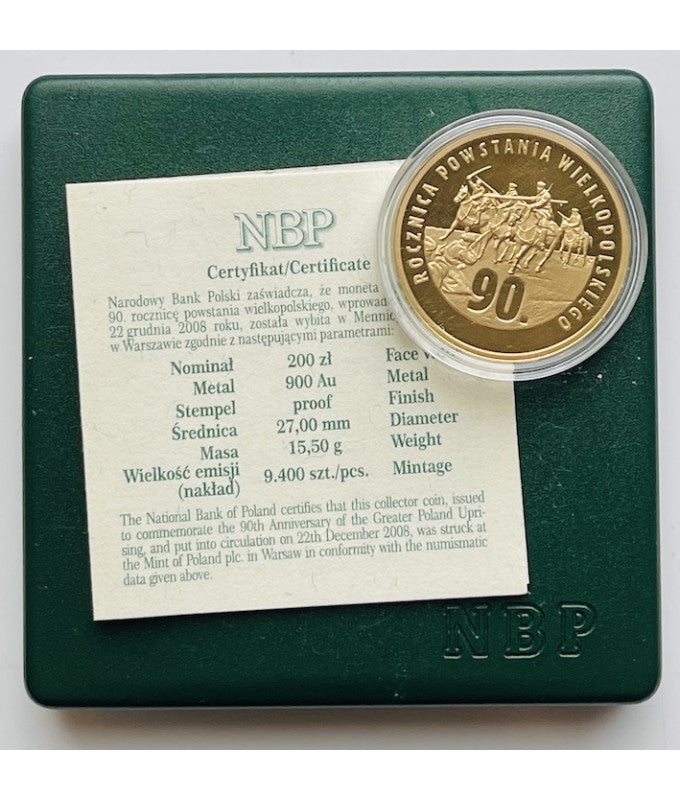 ROCZNICA POWSTANIA WIELKOPOLSKIEGO
90.
NBP
Certyfikat/Certificate
Narodowy Bank Polski zaświadcza, że moneta
90. rocznicę powstania wielkopolskiego, wprowad
22 grudnia 2008 roku, została wybita w Mennic
w Warszawie zgodnie z następującymi parametrami:
Nominał 200 zł Face
Metal 900 Au Metal
Stempel proof Finish
Średnica 27,00 mm Diameter
Masa 15,50 g Weight
Wielkość emisji
(nakład) 9.400 szt./pcs. Mintage
The National Bank of Poland certifies that this collector coin, issued
to commemorate the 90th Anniversary of the Greater Poland Upri-
sing, and put into circulation on 22th December 2008, was struck at
the Mint of Poland plc. in Warsaw in conformity with the numismatic
data given above.
NBP